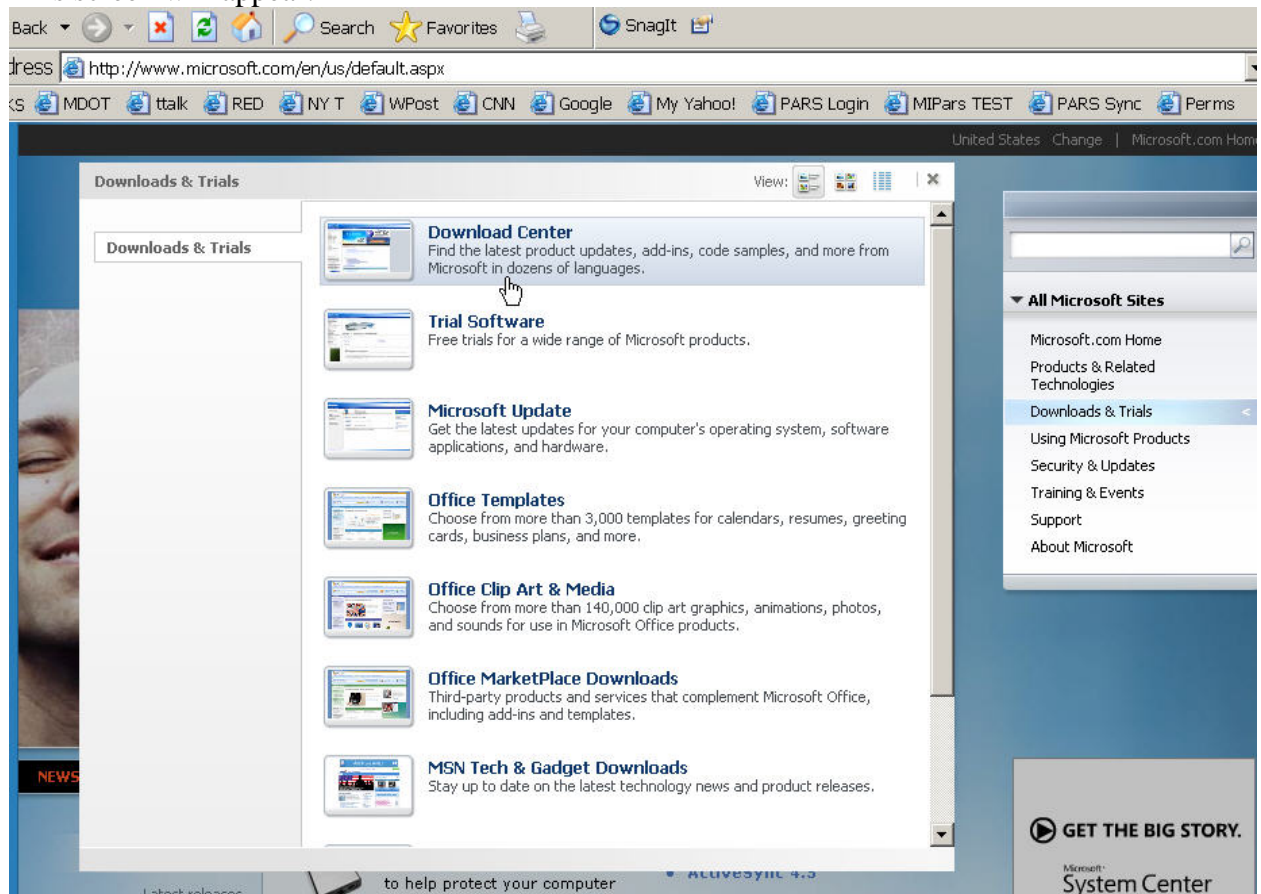 Back Search Favorites SnagIt
dress http://www.microsoft.com/en/us/default.aspx
ks MDOT ttalk RED NY T WPost CNN Google My Yahoo! PARS Login MIPars TEST PARS Sync Perms
United States Change | Microsoft.com Home
Downloads & Trials
View:
Downloads & Trials
Download Center
Find the latest product updates, add-ins, code samples, and more from
Microsoft in dozens of languages.
Trial Software
Free trials for a wide range of Microsoft products.
Microsoft Update
Get the latest updates for your computer's operating system, software
applications, and hardware.
Office Templates
Choose from more than 3,000 templates for calendars, resumes, greeting
cards, business plans, and more.
Office Clip Art & Media
Choose from more than 140,000 clip art graphics, animations, photos,
and sounds for use in Microsoft Office products.
Office MarketPlace Downloads
Third-party products and services that complement Microsoft Office,
including add-ins and templates.
MSN Tech & Gadget Downloads
Stay up to date on the latest technology news and product releases.
All Microsoft Sites
Microsoft.com Home
Products & Related
Technologies
Downloads & Trials <
Using Microsoft Products
Security & Updates
Training & Events
Support
About Microsoft
NEWS
to help protect your computer
• ActiveSync 4.5
GET THE BIG STORY.
Microsoft
System Center